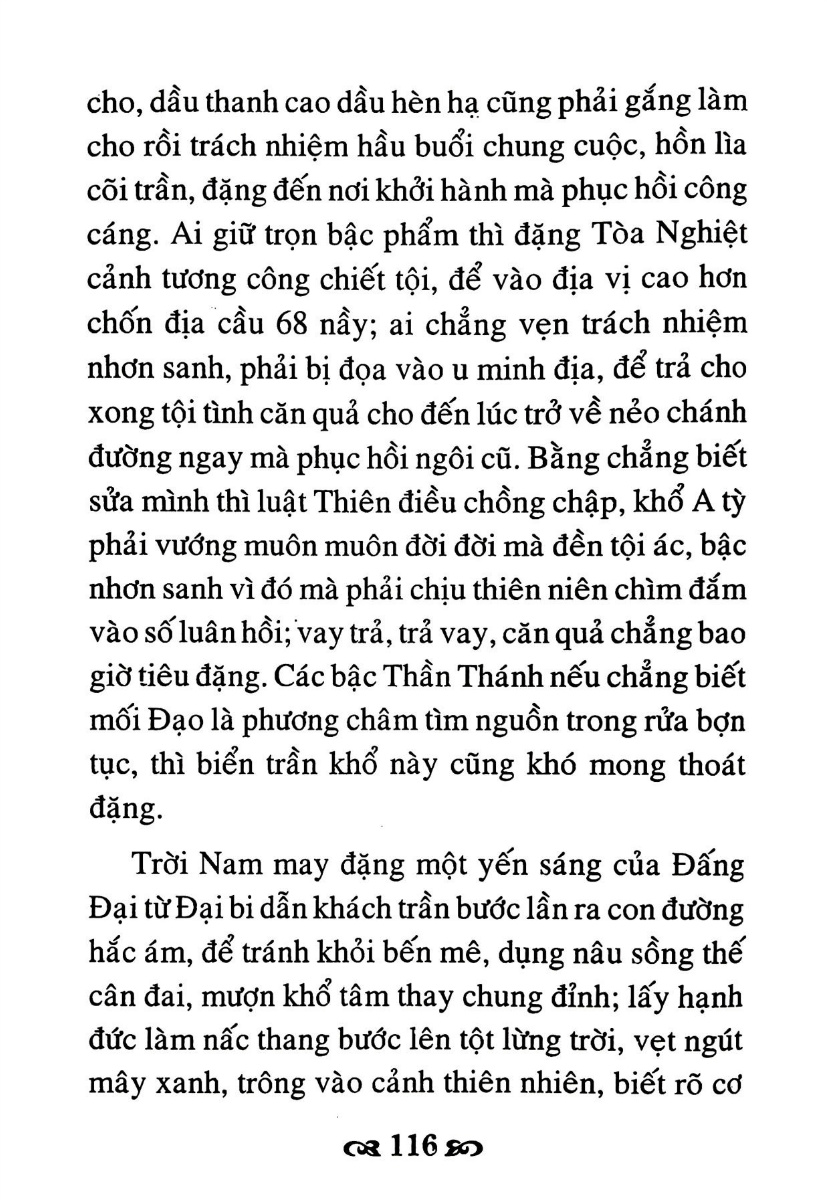 cho, dầu thanh cao dầu hèn hạ cũng phải gắng làm
cho rồi trách nhiệm hầu buổi chung cuộc, hồn lìa
cõi trần, đặng đến nơi khởi hành mà phục hồi công
cáng. Ai giữ trọn bậc phẩm thì đặng Tòa Nghiệt
cảnh tương công chiết tội, để vào địa vị cao hơn
chốn địa cầu 68 nầy; ai chẳng vẹn trách nhiệm
nhơn sanh, phải bị đọa vào u minh địa, để trả cho
xong tội tình căn quả cho đến lúc trở về nẻo chánh
đường ngay mà phục hồi ngôi cũ. Bằng chẳng biết
sửa mình thì luật Thiên điều chồng chập, khổ A tỳ
phải vướng muôn muôn đời đời mà đền tội ác, bậc
nhơn sanh vì đó mà phải chịu thiên niên chìm đắm
vào số luân hồi; vay trả, trả vay, căn quả chẳng bao
giờ tiêu đặng. Các bậc Thần Thánh nếu chẳng biết
mối Đạo là phương châm tìm nguồn trong rửa bợn
tục, thì biển trần khổ này cũng khó mong thoát
đặng.
Trời Nam may đặng một yến sáng của Đấng
Đại từ Đại bi dẫn khách trần bước lần ra con đường
hắc ám, để tránh khỏi bến mê, dụng nâu sồng thế
cân đai, mượn khổ tâm thay chung đỉnh; lấy hạnh
đức làm nấc thang bước lên tột lừng trời, vẹt ngút
mây xanh, trông vào cảnh thiên nhiên, biết rõ cơ
116